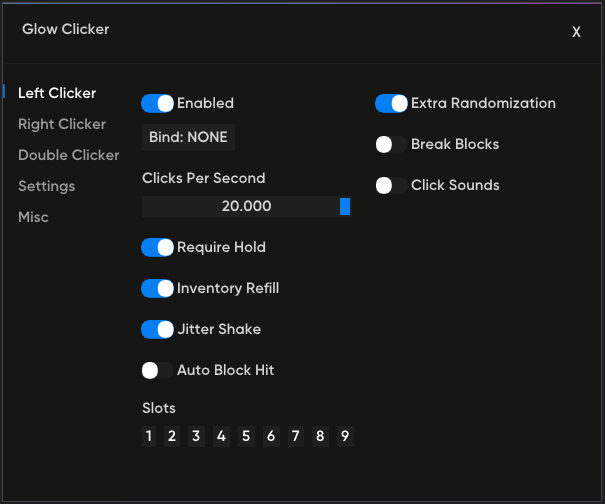 Glow Clicker
X
Left Clicker
Right Clicker
Double Clicker
Settings
Misc
Enabled
Bind: NONE
Clicks Per Second
20.000
Require Hold
Inventory Refill
Jitter Shake
Auto Block Hit
Slots
1 2 3 4 5 6 7 8 9
Extra Randomization
Break Blocks
Click Sounds